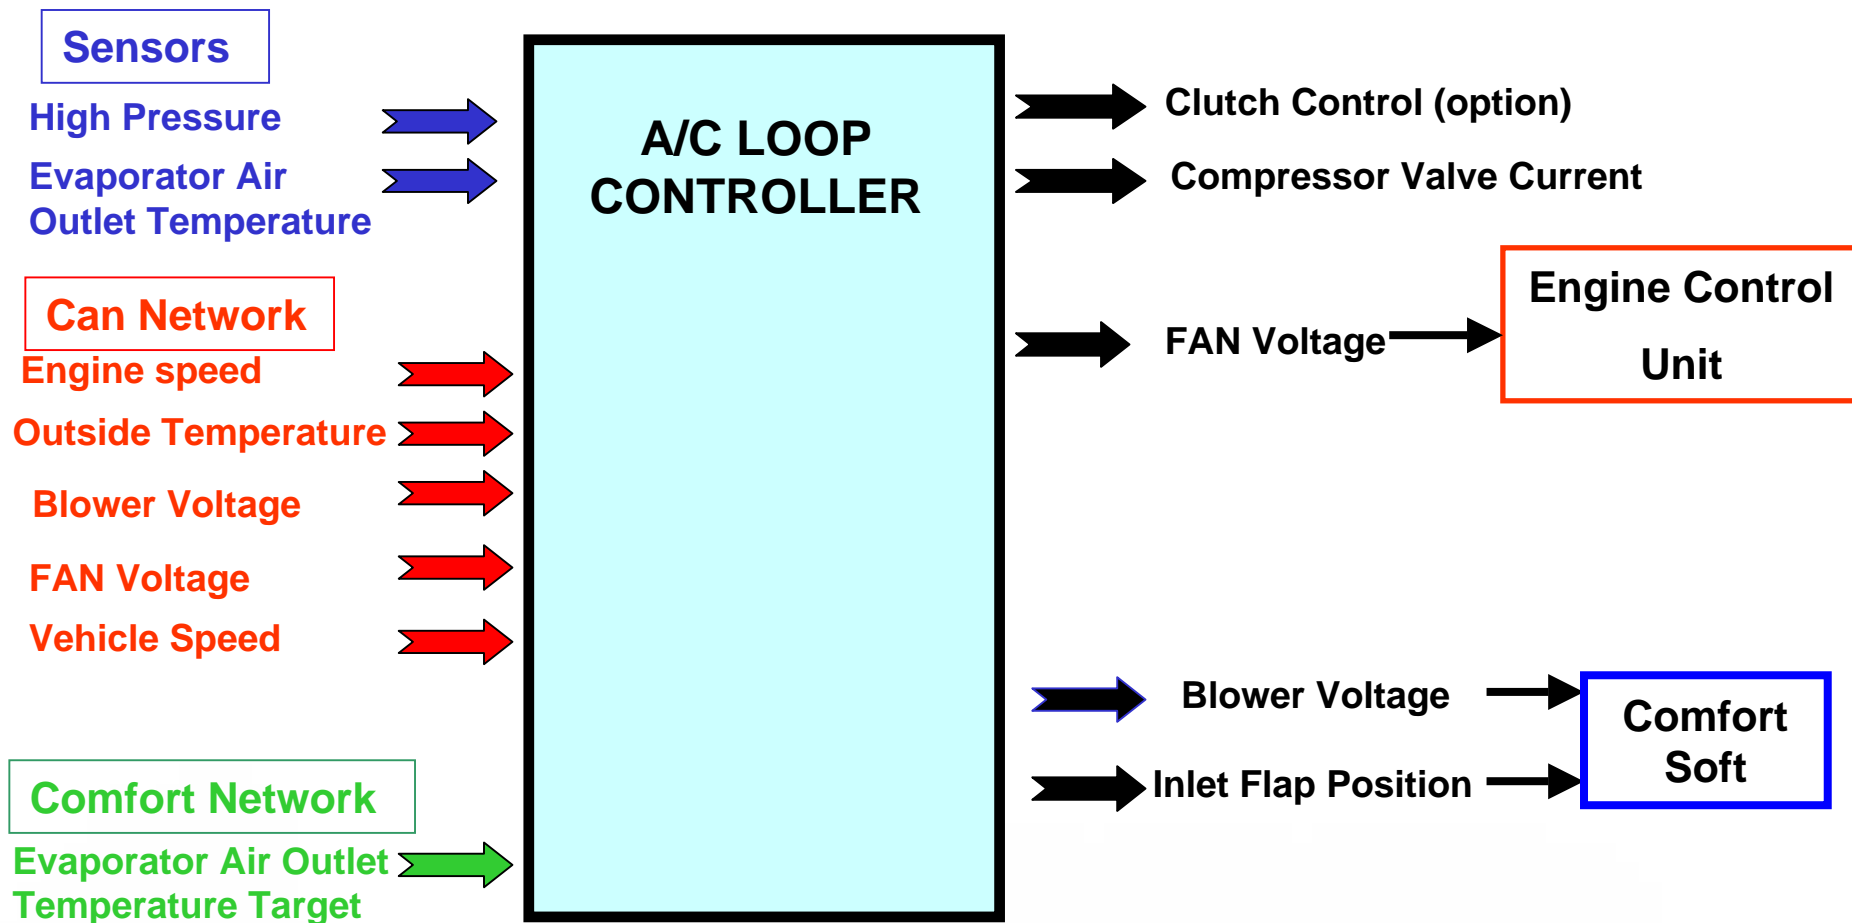 Sensors
High Pressure
Evaporator Air
Outlet Temperature
Can Network
Engine speed
Outside Temperature
Blower Voltage
FAN Voltage
Vehicle Speed
Comfort Network
Evaporator Air Outlet
Temperature Target
A/C LOOP
CONTROLLER
Clutch Control (option)
Compressor Valve Current
FAN Voltage
Engine Control
Unit
Blower Voltage
Inlet Flap Position
Comfort
Soft